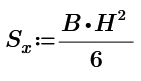 Sₓ := B • H² / 6